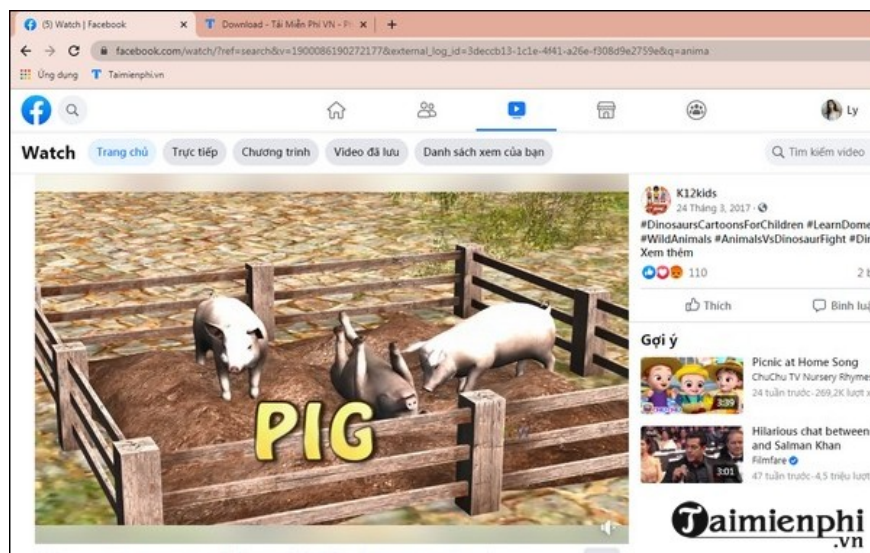 (5) Watch | Facebook
Download - Tải Miễn Phí VN - Ph
facebook.com/watch/?ref=search&v=1900086190272177&external_log_id=3deccb13-1c1e-4f41-a26e-f308d9e2759e&q=anima
Ứng dụng
Taimienphi.vn
Ly
Watch
Trang chủ
Trực tiếp
Chương trình
Video đã lưu
Danh sách xem của bạn
Tìm kiếm video
K12kids
24 Tháng 3, 2017
#DinosaursCartoonsForChildren #LearnDome
#WildAnimals #AnimalsVsDinosaurFight #Din
Xem thêm
110
2 b
Thích
Bình luậ
Gợi ý
Picnic at Home Song
ChuChu TV Nursery Rhymes
24 tuần trước · 269,2K lượt x
3:39
Hilarious chat between
and Salman Khan
Filmfare
47 tuần trước · 4,5 triệu lượt
3:01
PIG
Taimienphi
.vn